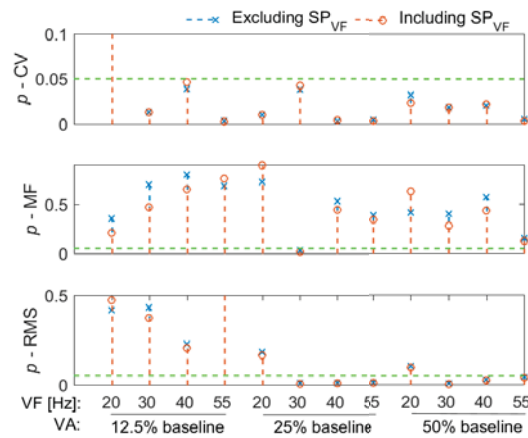 Excluding SP_VF Including SP_VF
0.1
0.05
0
p - CV
0.5
0
p - MF
0.5
0
p - RMS
VF [Hz]: 20 30 40 55 20 30 40 55 20 30 40 55
VA: 12.5% baseline 25% baseline 50% baseline